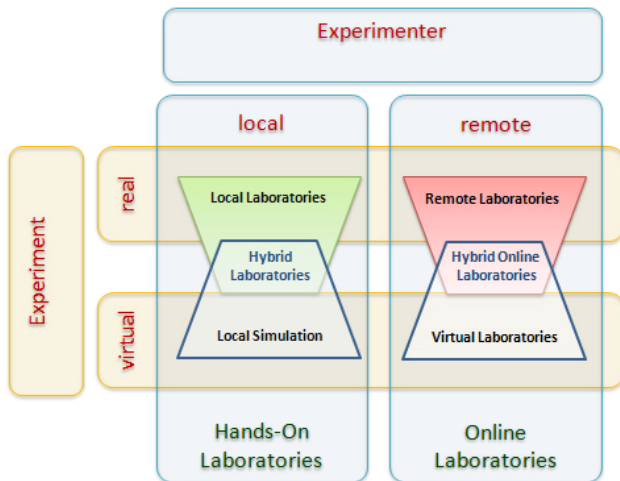 Experimenter
local
remote
Experiment
real
Local Laboratories
Remote Laboratories
Hybrid
Laboratories
Hybrid Online
Laboratories
virtual
Local Simulation
Virtual Laboratories
Hands-On
Laboratories
Online
Laboratories